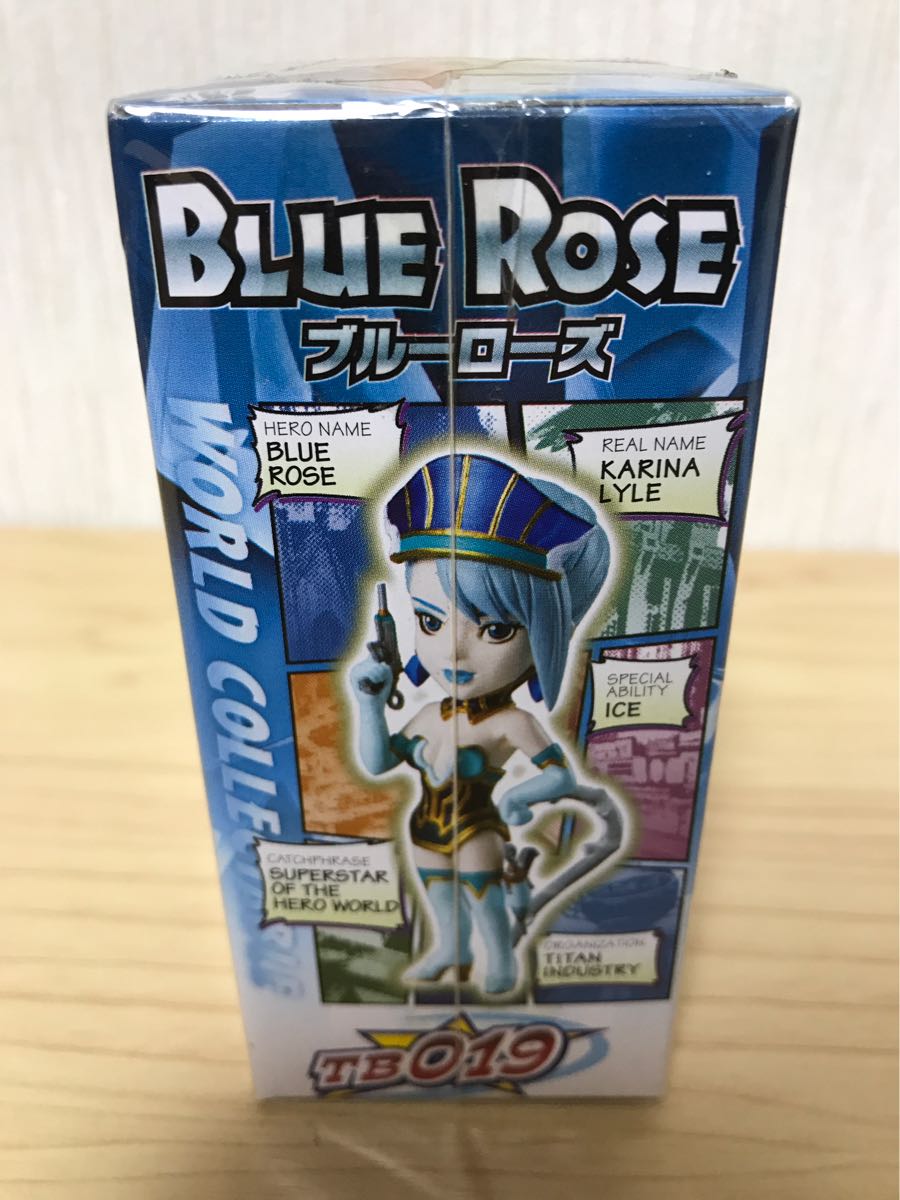 BLUE ROSE
ブルーローズ
HERO NAME
BLUE
ROSE
REAL NAME
KARINA
LYLE
SPECIAL
ABILITY
ICE
CATCHPHRASE
SUPERSTAR
OF THE
HERO WORLD
ORGANIZATION
TITAN
INDUSTRY
WORLD
TB019